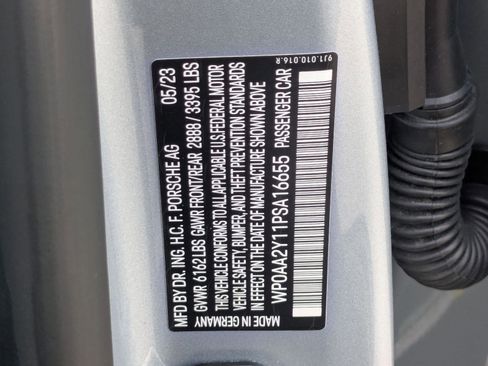 9J1.010.016.R
MFD BY DR. ING. H.C. F. PORSCHE AG 05/23
GVWR 6162 LBS GAWR FRONT/REAR 2888 / 3395 LBS
THIS VEHICLE CONFORMS TO ALL APPLICABLE U.S. FEDERAL MOTOR
VEHICLE SAFETY, BUMPER, AND THEFT PREVENTION STANDARDS
IN EFFECT ON THE DATE OF MANUFACTURE SHOWN ABOVE
WP0AA2Y11PSA16655 PASSENGER CAR
MADE IN GERMANY